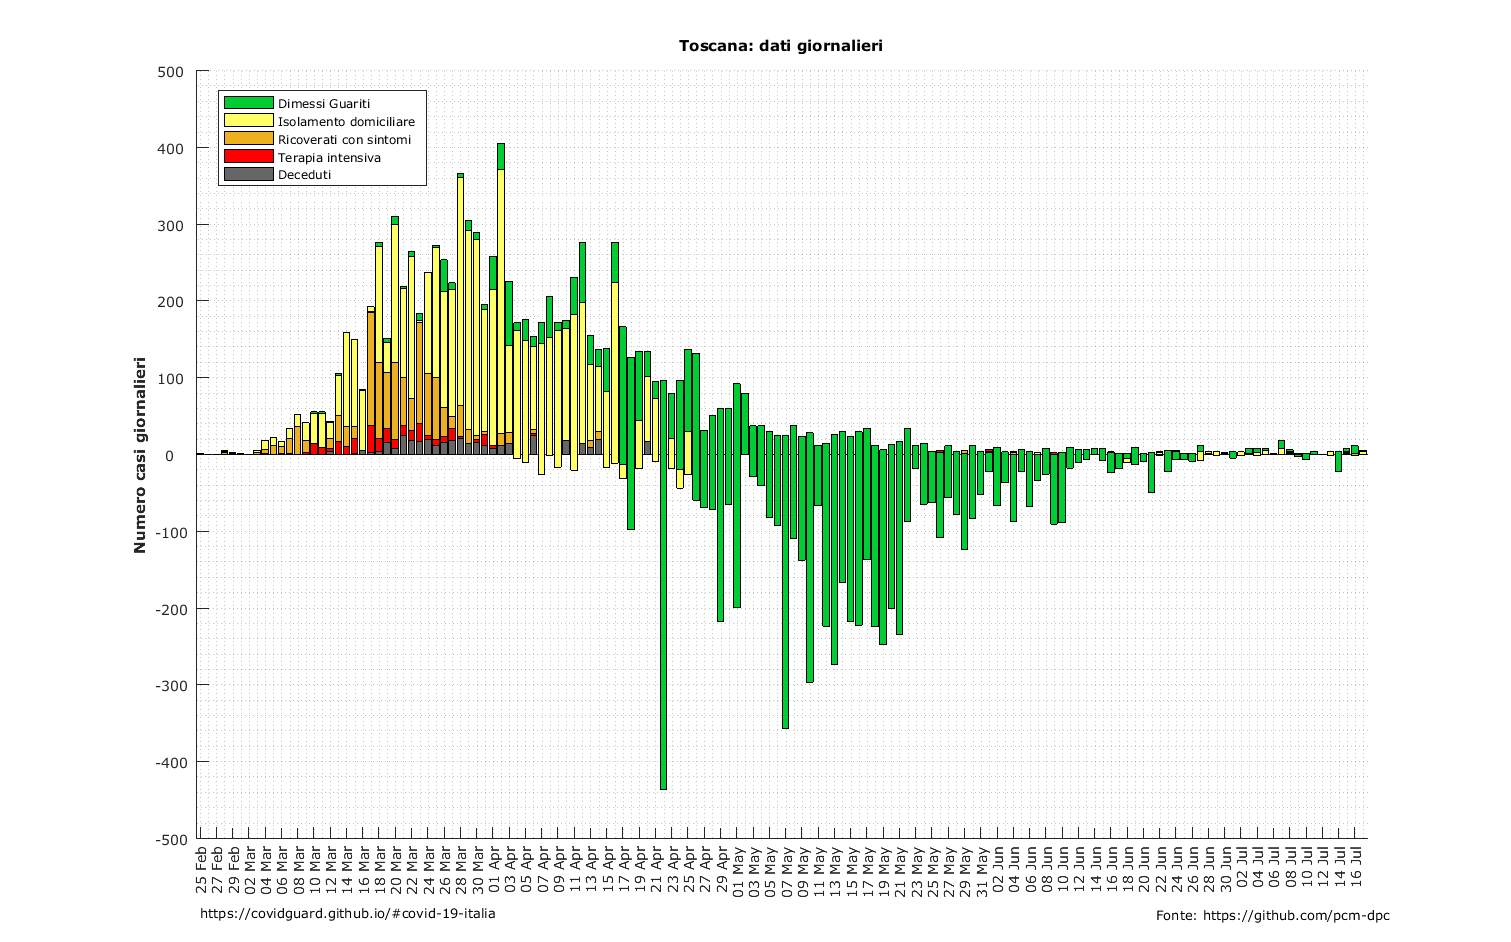 Toscana: dati giornalieri
500
400
300
200
100
0
-100
-200
-300
-400
-500
Numero casi giornalieri
Dimessi Guariti
Isolamento domiciliare
Ricoverati con sintomi
Terapia intensiva
Deceduti
25 Feb
27 Feb
29 Feb
02 Mar
04 Mar
06 Mar
08 Mar
10 Mar
12 Mar
14 Mar
16 Mar
18 Mar
20 Mar
22 Mar
24 Mar
26 Mar
28 Mar
30 Mar
01 Apr
03 Apr
05 Apr
07 Apr
09 Apr
11 Apr
13 Apr
15 Apr
17 Apr
19 Apr
21 Apr
23 Apr
25 Apr
27 Apr
29 Apr
01 May
03 May
05 May
07 May
09 May
11 May
13 May
15 May
17 May
19 May
21 May
23 May
25 May
27 May
29 May
31 May
02 Jun
04 Jun
06 Jun
08 Jun
10 Jun
12 Jun
14 Jun
16 Jun
18 Jun
20 Jun
22 Jun
24 Jun
26 Jun
28 Jun
30 Jun
02 Jul
04 Jul
06 Jul
08 Jul
10 Jul
12 Jul
14 Jul
16 Jul
https://covidguard.github.io/#covid-19-italia
Fonte: https://github.com/pcm-dpc